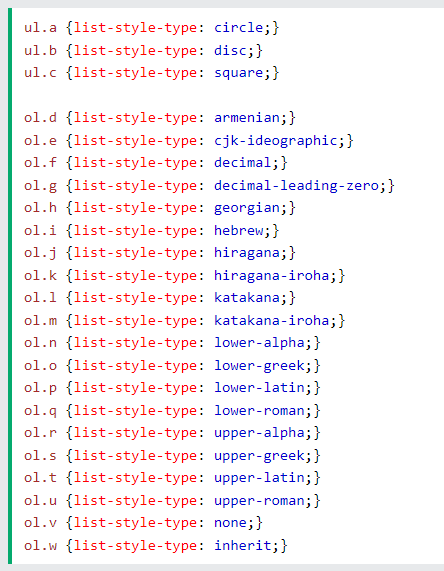 ul.a {list-style-type: circle;}
ul.b {list-style-type: disc;}
ul.c {list-style-type: square;}

ol.d {list-style-type: armenian;}
ol.e {list-style-type: cjk-ideographic;}
ol.f {list-style-type: decimal;}
ol.g {list-style-type: decimal-leading-zero;}
ol.h {list-style-type: georgian;}
ol.i {list-style-type: hebrew;}
ol.j {list-style-type: hiragana;}
ol.k {list-style-type: hiragana-iroha;}
ol.l {list-style-type: katakana;}
ol.m {list-style-type: katakana-iroha;}
ol.n {list-style-type: lower-alpha;}
ol.o {list-style-type: lower-greek;}
ol.p {list-style-type: lower-latin;}
ol.q {list-style-type: lower-roman;}
ol.r {list-style-type: upper-alpha;}
ol.s {list-style-type: upper-greek;}
ol.t {list-style-type: upper-latin;}
ol.u {list-style-type: upper-roman;}
ol.v {list-style-type: none;}
ol.w {list-style-type: inherit;}